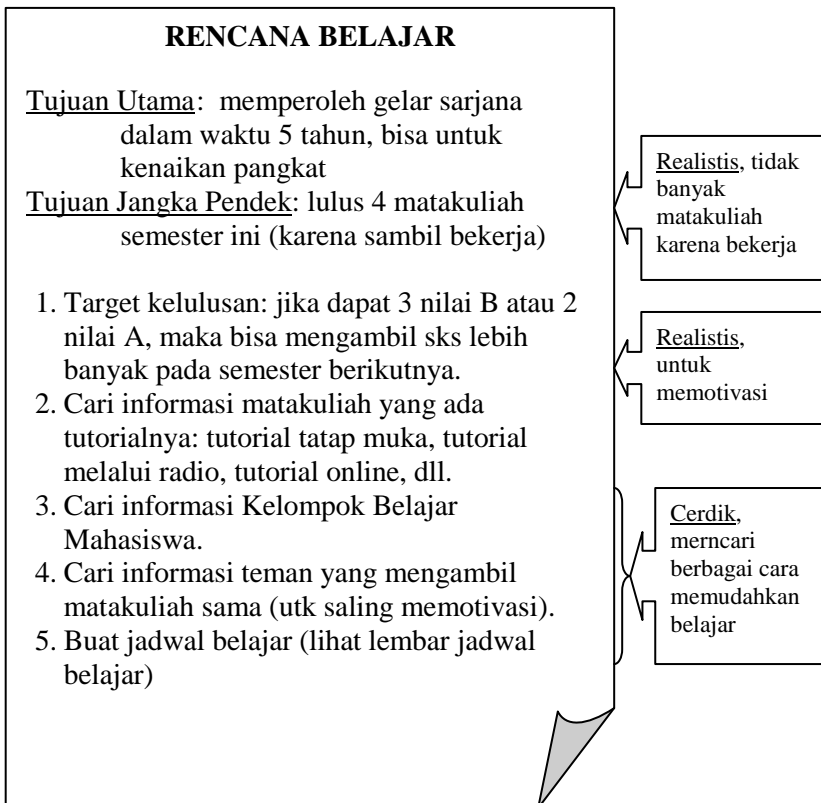 RENCANA BELAJAR
Tujuan Utama: memperoleh gelar sarjana
dalam waktu 5 tahun, bisa untuk
kenaikan pangkat
Tujuan Jangka Pendek: lulus 4 matakuliah
semester ini (karena sambil bekerja)
1. Target kelulusan: jika dapat 3 nilai B atau 2
nilai A, maka bisa mengambil sks lebih
banyak pada semester berikutnya.
2. Cari informasi matakuliah yang ada
tutorialnya: tutorial tatap muka, tutorial
melalui radio, tutorial online, dll.
3. Cari informasi Kelompok Belajar
Mahasiswa.
4. Cari informasi teman yang mengambil
matakuliah sama (utk saling memotivasi).
5. Buat jadwal belajar (lihat lembar jadwal
belajar)
Realistis, tidak
banyak
matakuliah
karena bekerja
Realistis,
untuk
memotivasi
Cerdik,
merncari
berbagai cara
memudahkan
belajar